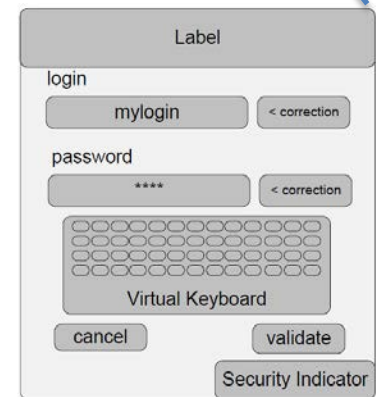 Label
login
mylogin < correction
password
**** < correction
Virtual Keyboard
cancel validate
Security Indicator